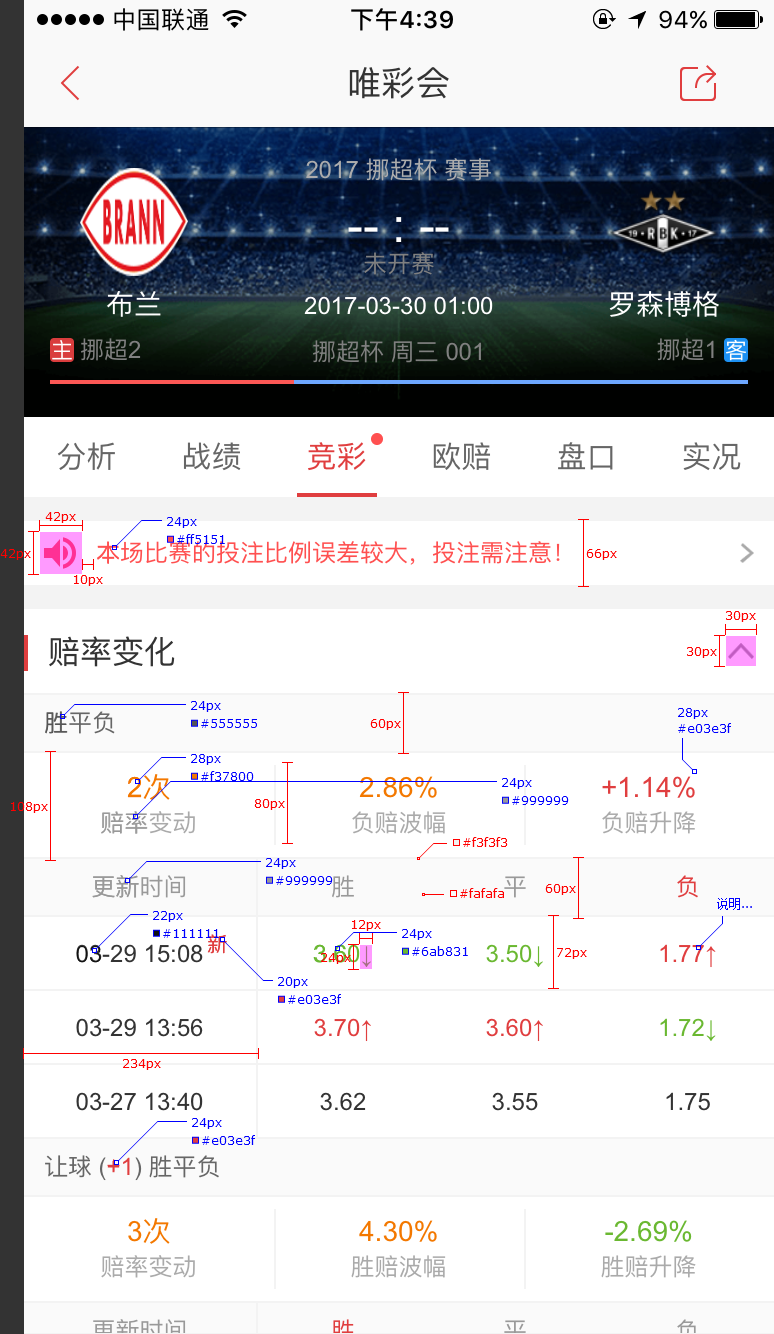 中国联通 下午4:39 94%
唯彩会
2017 挪超杯 赛事
BRANN -- : -- 19 RBK 17
未开赛
布兰 2017-03-30 01:00 罗森博格
主 挪超2 挪超杯 周三 001 挪超1 客
分析 战绩 竞彩 欧赔 盘口 实况
42px 24px
#ff5151
42px 本场比赛的投注比例误差较大，投注需注意！ 66px
10px
30px
赔率变化 30px
24px 28px
胜平负 #555555 60px #e03e3f
28px
2次 #f37800 2.86% 24px +1.14%
108px 80px #999999
赔率变动 负赔波幅 负赔升降
#f3f3f3
24px
更新时间 #999999 胜 #fafafa 平 60px 负
22px 说明...
#111111 12px 24px
03-29 15:08 新 3.60↓ #6ab831 3.50↓ 72px 1.77↑
24px
20px
#e03e3f
03-29 13:56 3.70↑ 3.60↑ 1.72↓
234px
03-27 13:40 3.62 3.55 1.75
24px
#e03e3f
让球 (+1) 胜平负
3次 4.30% -2.69%
赔率变动 胜赔波幅 胜赔升降
更新时间 胜 平 负